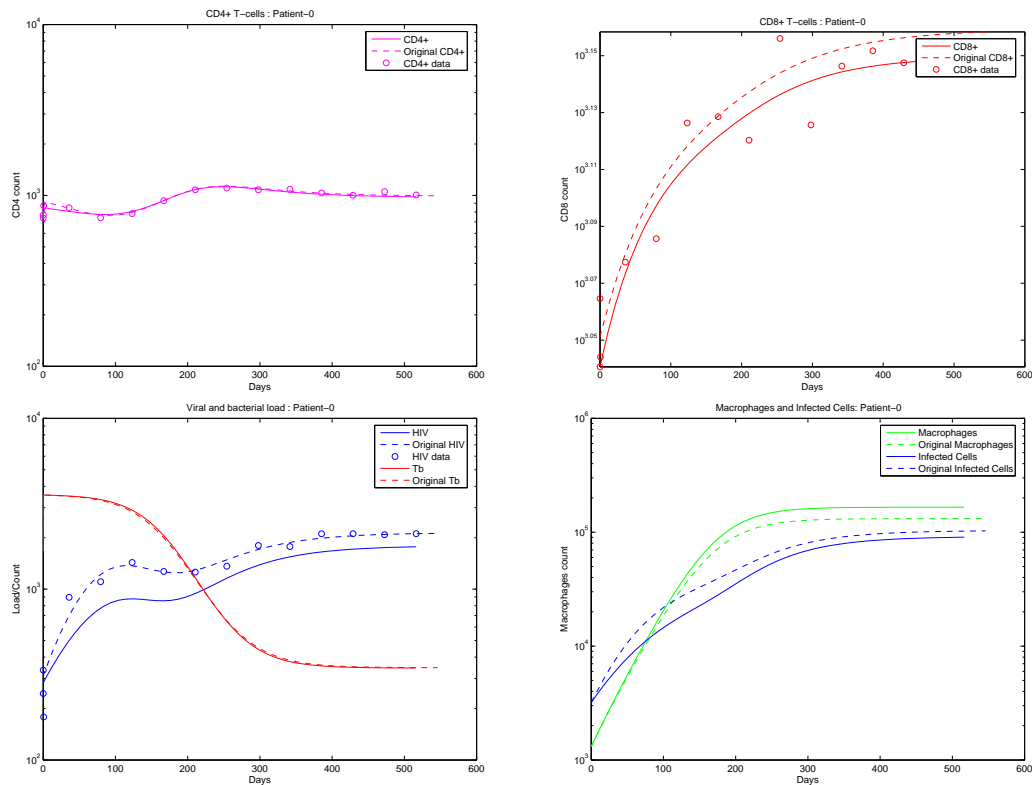 CD4+ T-cells : Patient-0
10^4
CD4+
Original CD4+
CD4+ data
CD4 count
10^3
10^2
0 100 200 300 400 500 600
Days
CD8+ T-cells: Patient-0
10^3.15
CD8+
Original CD8+
CD8+ data
10^3.13
10^3.11
CD8 count
10^3.09
10^3.07
10^3.05
0 100 200 300 400 500 600
Days
Viral and bacterial load : Patient-0
10^4
HIV
Original HIV
HIV data
Tb
Original Tb
Load/Count
10^3
10^2
0 100 200 300 400 500 600
Days
Macrophages and Infected Cells: Patient-0
10^6
Macrophages
Original Macrophages
Infected Cells
Original Infected Cells
10^5
Macrophages count
10^4
10^3
0 100 200 300 400 500 600
Days